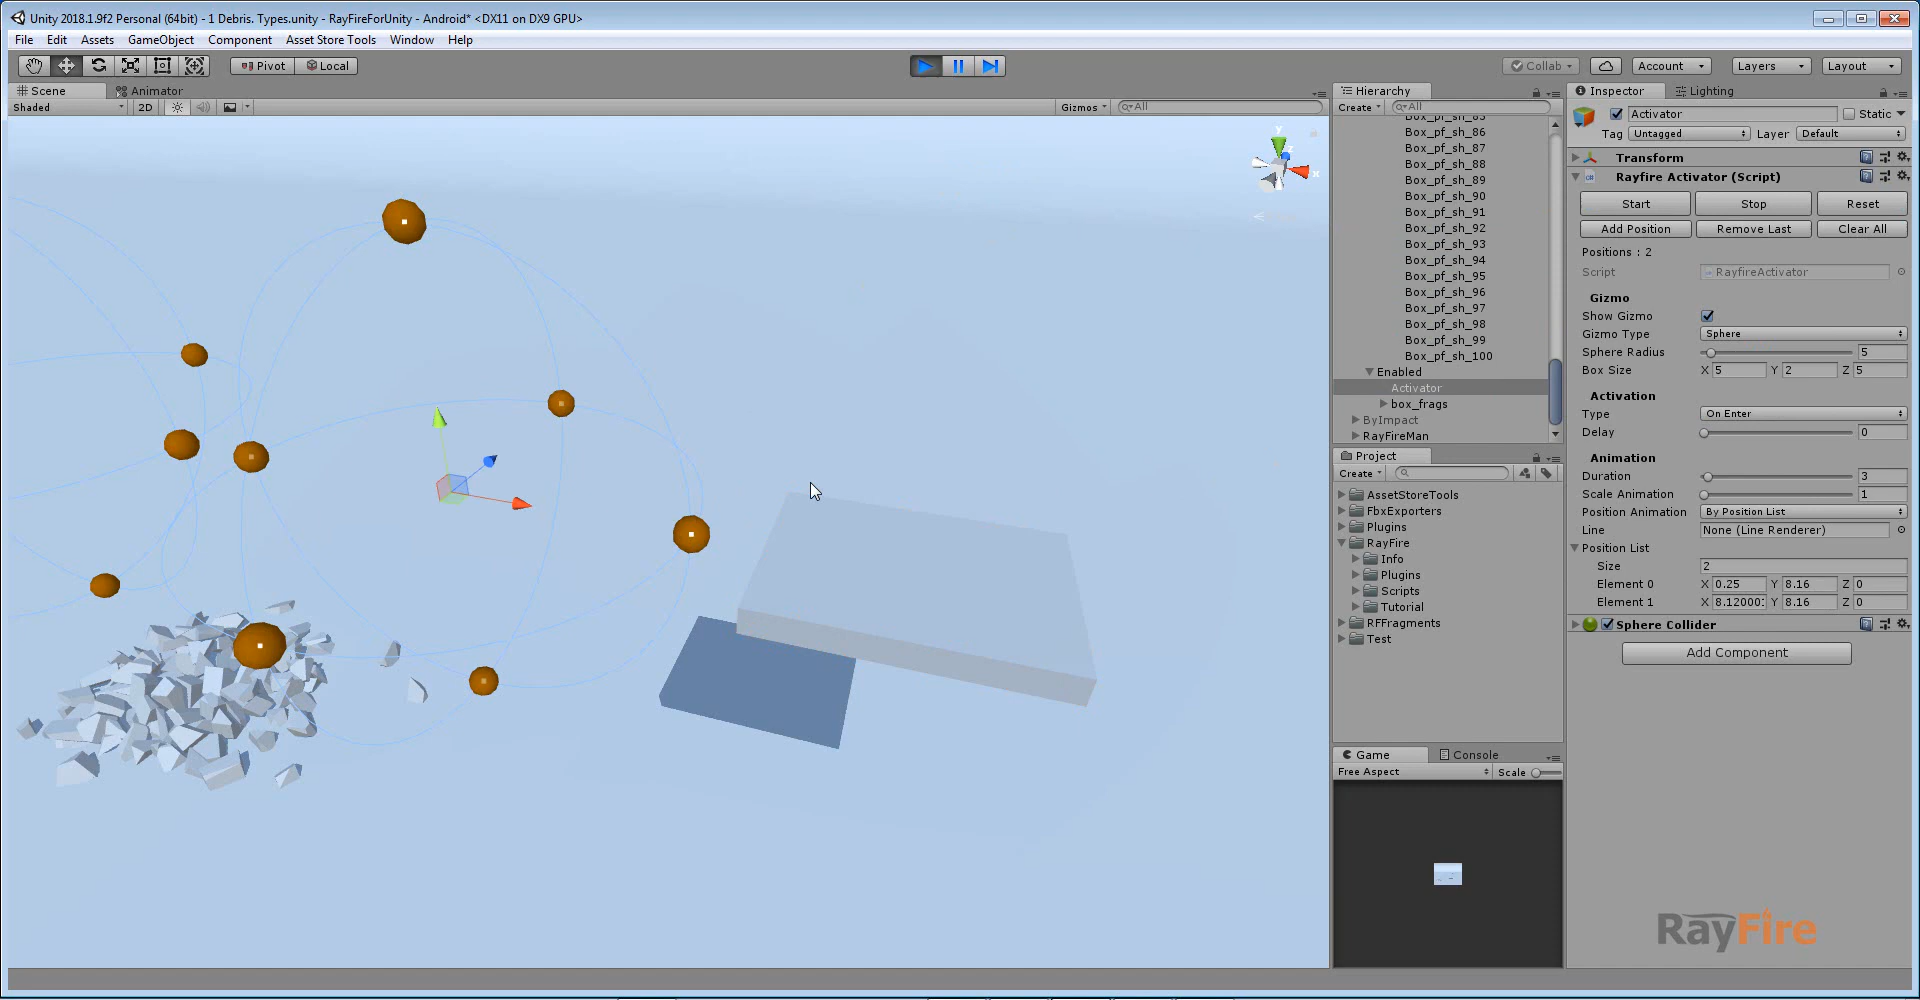 Unity 2018.1.9f2 Personal (64bit) - 1 Debris. Types.unity - RayFireForUnity - Android* <DX11 on DX9 GPU>
File Edit Assets GameObject Component Asset Store Tools Window Help
Pivot Local
Collab Account Layers Layout
Scene Animator
Shaded 2D Gizmos All
y
z
x
Hierarchy
Create All
Box_pf_sh_85
Box_pf_sh_86
Box_pf_sh_87
Box_pf_sh_88
Box_pf_sh_89
Box_pf_sh_90
Box_pf_sh_91
Box_pf_sh_92
Box_pf_sh_93
Box_pf_sh_94
Box_pf_sh_95
Box_pf_sh_96
Box_pf_sh_97
Box_pf_sh_98
Box_pf_sh_99
Box_pf_sh_100
Enabled
Activator
box_frags
ByImpact
RayFireMan
Project
Create
AssetStoreTools
FbxExporters
Plugins
RayFire
Info
Plugins
Scripts
Tutorial
RFFragments
Test
Game Console
Free Aspect Scale
Inspector Lighting
Activator Static
Tag Untagged Layer Default
Transform
Rayfire Activator (Script)
Start Stop Reset
Add Position Remove Last Clear All
Positions : 2
Script RayfireActivator
Gizmo
Show Gizmo
Gizmo Type Sphere
Sphere Radius 5
Box Size X 5 Y 2 Z 5
Activation
Type On Enter
Delay 0
Animation
Duration 3
Scale Animation 1
Position Animation By Position List
Line None (Line Renderer)
Position List
Size 2
Element 0 X 0.25 Y 8.16 Z 0
Element 1 X 8.12000: Y 8.16 Z 0
Sphere Collider
Add Component
RayFire